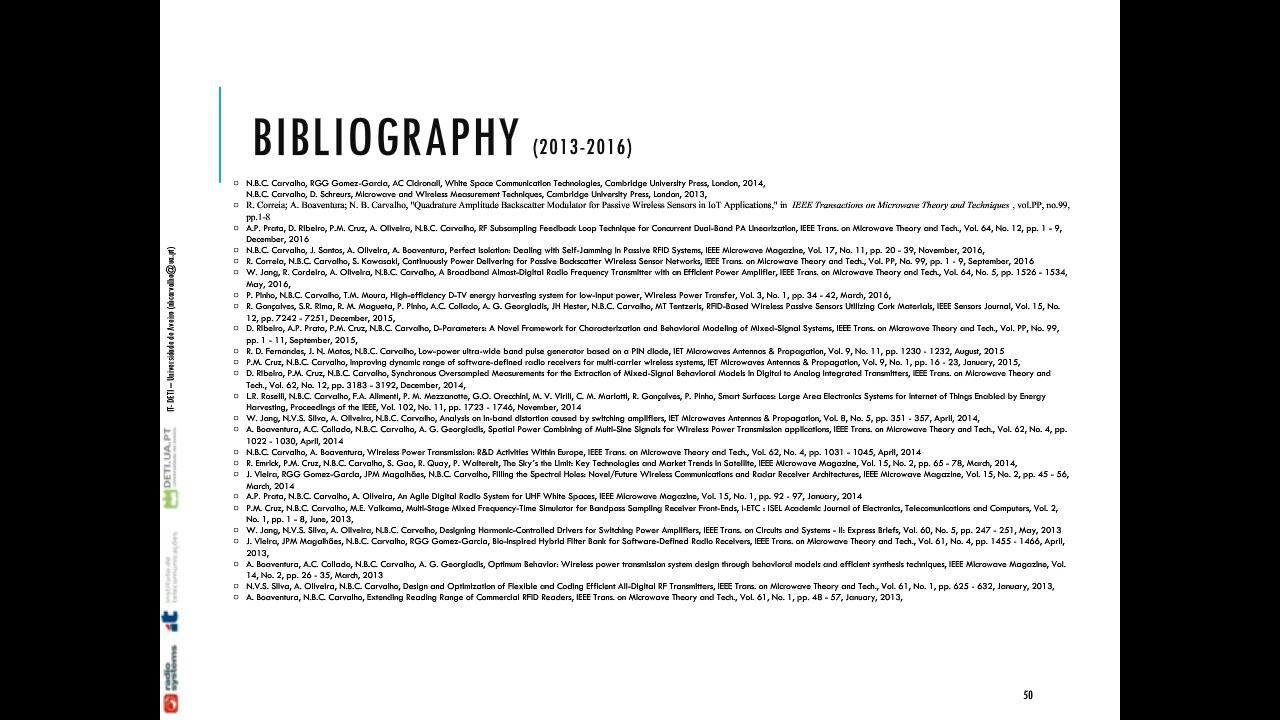 BIBLIOGRAPHY (2013-2016)
N.B.C. Carvalho, RGG Gomez-Garcia, AC Cidronali, White Space Communication Technologies, Cambridge University Press, London, 2014,
N.B.C. Carvalho, D. Schreurs, Microwave and Wireless Measurement Techniques, Cambridge University Press, London, 2013,
R. Correia; A. Boaventura; N. B. Carvalho, "Quadrature Amplitude Backscatter Modulator for Passive Wireless Sensors in IoT Applications," in IEEE Transactions on Microwave Theory and Techniques , vol.PP, no.99,
pp.1-8
A.P. Prata, D. Ribeiro, P.M. Cruz, A. Oliveira, N.B.C. Carvalho, RF Subsampling Feedback Loop Technique for Concurrent Dual-Band PA Linearization, IEEE Trans. on Microwave Theory and Tech., Vol. 64, No. 12, pp. 1 - 9,
December, 2016
N.B.C. Carvalho, J. Santos, A. Oliveira, A. Boaventura, Perfect Isolation: Dealing with Self-Jamming in Passive RFID Systems, IEEE Microwave Magazine, Vol. 17, No. 11, pp. 20 - 39, November, 2016,
R. Correia, N.B.C. Carvalho, S. Kawasaki, Continuously Power Delivering for Passive Backscatter Wireless Sensor Networks, IEEE Trans. on Microwave Theory and Tech., Vol. PP, No. 99, pp. 1 - 9, September, 2016
W. Jang, R. Cordeiro, A. Oliveira, N.B.C. Carvalho, A Broadband Almost-Digital Radio Frequency Transmitter with an Efficient Power Amplifier, IEEE Trans. on Microwave Theory and Tech., Vol. 64, No. 5, pp. 1526 - 1534,
May, 2016,
P. Pinho, N.B.C. Carvalho, T.M. Moura, High-efficiency D-TV energy harvesting system for low-input power, Wireless Power Transfer, Vol. 3, No. 1, pp. 34 - 42, March, 2016,
R. Gonçalves, S.R. Rima, R. M. Magueta, P. Pinho, A.C. Collado, A. G. Georgiadis, JH Hester, N.B.C. Carvalho, MT Tentzeris, RFID-Based Wireless Passive Sensors Utilizing Cork Materials, IEEE Sensors Journal, Vol. 15, No.
12, pp. 7242 - 7251, December, 2015,
D. Ribeiro, A.P. Prata, P.M. Cruz, N.B.C. Carvalho, D-Parameters: A Novel Framework for Characterization and Behavioral Modeling of Mixed-Signal Systems, IEEE Trans. on Microwave Theory and Tech., Vol. PP, No. 99,
pp. 1 - 11, September, 2015,
R. D. Fernandes, J. N. Matos, N.B.C. Carvalho, Low-power ultra-wide band pulse generator based on a PIN diode, IET Microwaves Antennas & Propagation, Vol. 9, No. 11, pp. 1230 - 1232, August, 2015
P.M. Cruz, N.B.C. Carvalho, Improving dynamic range of software-defined radio receivers for multi-carrier wireless systems, IET Microwaves Antennas & Propagation, Vol. 9, No. 1, pp. 16 - 23, January, 2015,
D. Ribeiro, P.M. Cruz, N.B.C. Carvalho, Synchronous Oversampled Measurements for the Extraction of Mixed-Signal Behavioral Models in Digital to Analog Integrated Transmitters, IEEE Trans. on Microwave Theory and
Tech., Vol. 62, No. 12, pp. 3183 - 3192, December, 2014,
L.R. Roselli, N.B.C. Carvalho, F.A. Alimenti, P. M. Mezzanotte, G.O. Orecchini, M. V. Virili, C. M. Mariotti, R. Gonçalves, P. Pinho, Smart Surfaces: Large Area Electronics Systems for Internet of Things Enabled by Energy
Harvesting, Proceedings of the IEEE, Vol. 102, No. 11, pp. 1723 - 1746, November, 2014
W. Jang, N.V.S. Silva, A. Oliveira, N.B.C. Carvalho, Analysis on in-band distortion caused by switching amplifiers, IET Microwaves Antennas & Propagation, Vol. 8, No. 5, pp. 351 - 357, April, 2014,
A. Boaventura, A.C. Collado, N.B.C. Carvalho, A. G. Georgiadis, Spatial Power Combining of Multi-Sine Signals for Wireless Power Transmission applications, IEEE Trans. on Microwave Theory and Tech., Vol. 62, No. 4, pp.
1022 - 1030, April, 2014
N.B.C. Carvalho, A. Boaventura, Wireless Power Transmission: R&D Activities Within Europe, IEEE Trans. on Microwave Theory and Tech., Vol. 62, No. 4, pp. 1031 - 1045, April, 2014
R. Emrick, P.M. Cruz, N.B.C. Carvalho, S. Gao, R. Quay, P. Waltereit, The Sky's the Limit: Key Technologies and Market Trends in Satellite, IEEE Microwave Magazine, Vol. 15, No. 2, pp. 65 - 78, March, 2014,
J. Vieira, RGG Gomez-Garcia, JPM Magalhães, N.B.C. Carvalho, Filling the Spectral Holes: Novel/Future Wireless Communications and Radar Receiver Architectures, IEEE Microwave Magazine, Vol. 15, No. 2, pp. 45 - 56,
March, 2014
A.P. Prata, N.B.C. Carvalho, A. Oliveira, An Agile Digital Radio System for UHF White Spaces, IEEE Microwave Magazine, Vol. 15, No. 1, pp. 92 - 97, January, 2014
P.M. Cruz, N.B.C. Carvalho, M.E. Valkama, Multi-Stage Mixed Frequency-Time Simulator for Bandpass Sampling Receiver Front-Ends, i-ETC : ISEL Academic Journal of Electronics, Telecomunications and Computers, Vol. 2,
No. 1, pp. 1 - 8, June, 2013,
W. Jang, N.V.S. Silva, A. Oliveira, N.B.C. Carvalho, Designing Harmonic-Controlled Drivers for Switching Power Amplifiers, IEEE Trans. on Circuits and Systems - II: Express Briefs, Vol. 60, No. 5, pp. 247 - 251, May, 2013
J. Vieira, JPM Magalhães, N.B.C. Carvalho, RGG Gomez-Garcia, Bio-Inspired Hybrid Filter Bank for Software-Defined Radio Receivers, IEEE Trans. on Microwave Theory and Tech., Vol. 61, No. 4, pp. 1455 - 1466, April,
2013,
A. Boaventura, A.C. Collado, N.B.C. Carvalho, A. G. Georgiadis, Optimum Behavior: Wireless power transmission system design through behavioral models and efficient synthesis techniques, IEEE Microwave Magazine, Vol.
14, No. 2, pp. 26 - 35, March, 2013
N.V.S. Silva, A. Oliveira, N.B.C. Carvalho, Design and Optimization of Flexible and Coding Efficient All-Digital RF Transmitters, IEEE Trans. on Microwave Theory and Tech., Vol. 61, No. 1, pp. 625 - 632, January, 2013,
A. Boaventura, N.B.C. Carvalho, Extending Reading Range of Commercial RFID Readers, IEEE Trans. on Microwave Theory and Tech., Vol. 61, No. 1, pp. 48 - 57, January, 2013,
IT- DETI – Universidade de Aveiro (nbcarvalho@ua.pt)
DETI.UA.PT
instituto de
telecomunicações
it
radio
systems
50